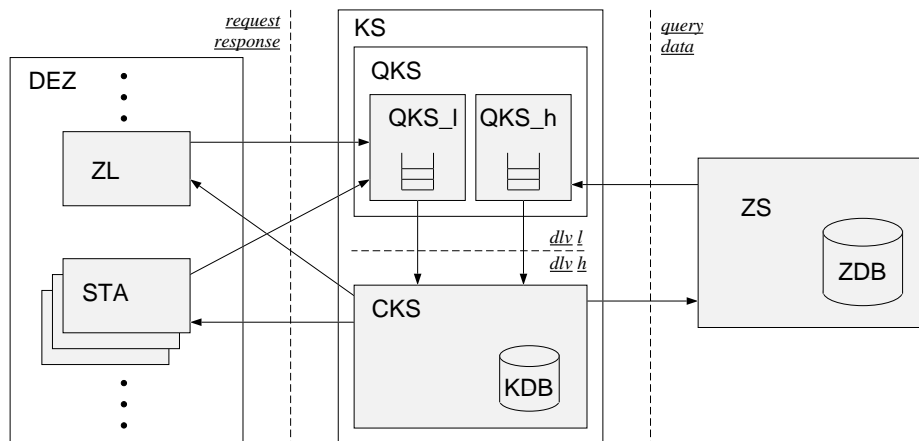 request
response
KS
query
data
DEZ
QKS
QKS_l
QKS_h
ZL
ZS
dlv l
dlv h
ZDB
STA
CKS
KDB